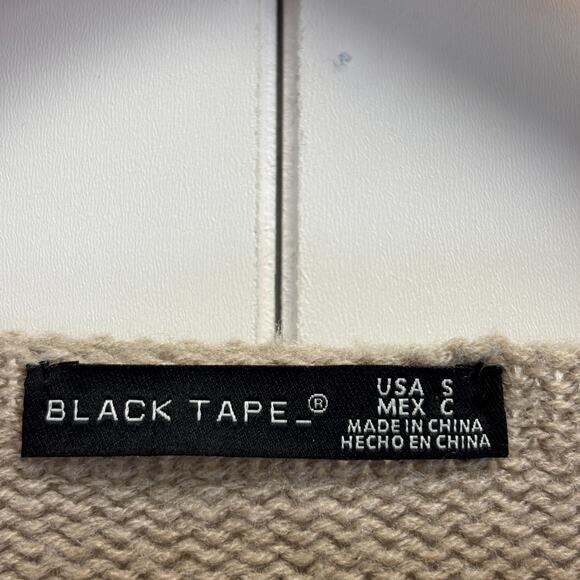 BLACK TAPE_®
USA S
MEX C
MADE IN CHINA
HECHO EN CHINA